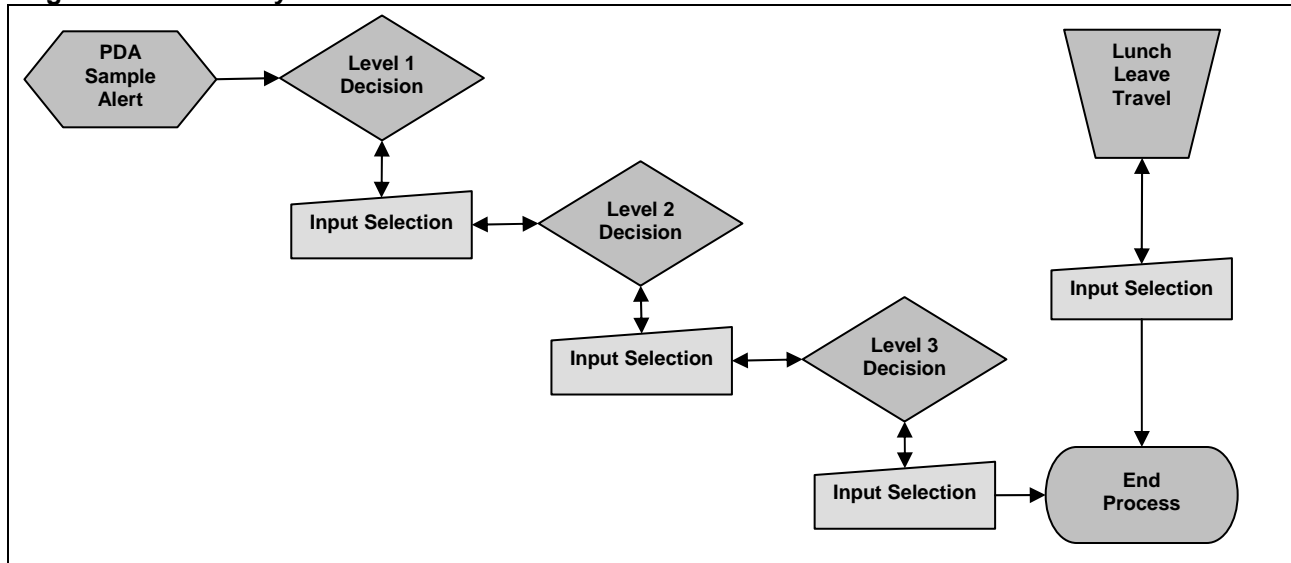 PDA
Sample
Alert
Level 1
Decision
Lunch
Leave
Travel
Input Selection
Level 2
Decision
Input Selection
Input Selection
Level 3
Decision
Input Selection
End
Process